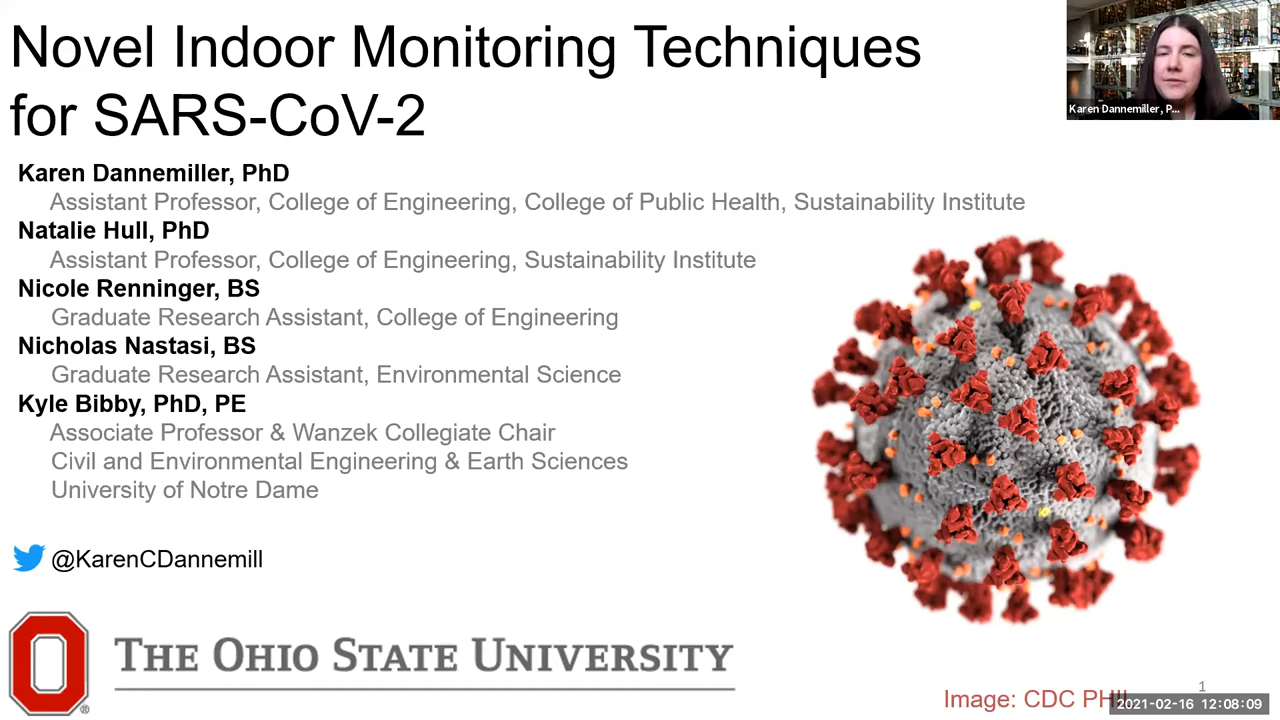 Novel Indoor Monitoring Techniques
for SARS-CoV-2
Karen Dannemiller, P...
Karen Dannemiller, PhD
Assistant Professor, College of Engineering, College of Public Health, Sustainability Institute
Natalie Hull, PhD
Assistant Professor, College of Engineering, Sustainability Institute
Nicole Renninger, BS
Graduate Research Assistant, College of Engineering
Nicholas Nastasi, BS
Graduate Research Assistant, Environmental Science
Kyle Bibby, PhD, PE
Associate Professor & Wanzek Collegiate Chair
Civil and Environmental Engineering & Earth Sciences
University of Notre Dame
@KarenCDannemill
THE OHIO STATE UNIVERSITY
®
Image: CDC PHIL
1
2021-02-16 12:08:09